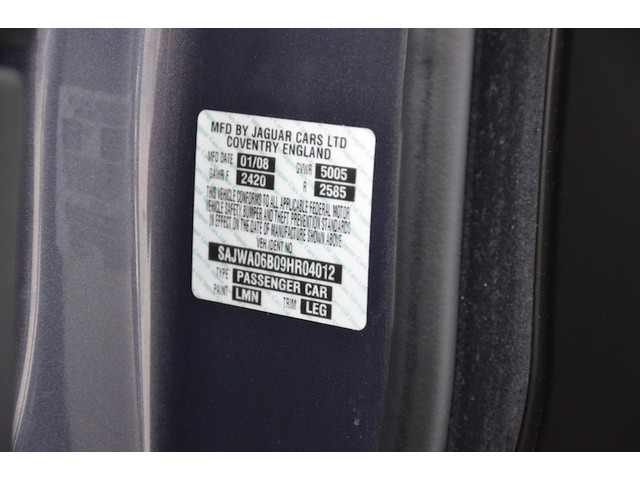 MFD BY JAGUAR CARS LTD
COVENTRY ENGLAND
MFD DATE 01/08 GVWR 5005
GAWR F 2420 R 2585
THIS VEHICLE CONFORMS TO ALL APPLICABLE FEDERAL MOTOR
VEHICLE SAFETY, BUMPER AND THEFT PREVENTION STANDARDS
IN EFFECT ON THE DATE OF MANUFACTURE SHOWN ABOVE
VEH IDENT NO.
SAJWA06B09HR04012
TYPE PASSENGER CAR
PAINT LMN TRIM LEG